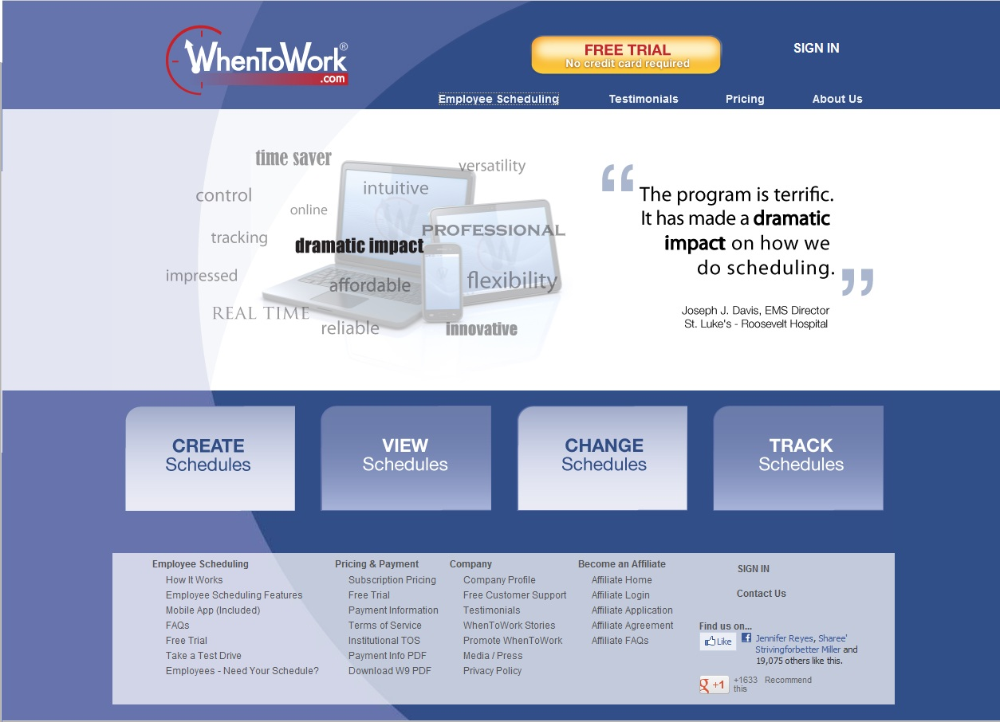 WhenToWork®
.com
FREE TRIAL
No credit card required
SIGN IN
Employee Scheduling
Testimonials
Pricing
About Us
time saver
versatility
control
intuitive
online
PROFESSIONAL
tracking
dramatic impact
impressed
affordable
flexibility
REAL TIME
reliable
innovative
“ The program is terrific.
It has made a dramatic
impact on how we
do scheduling. ”
Joseph J. Davis, EMS Director
St. Luke's - Roosevelt Hospital
CREATE
Schedules
VIEW
Schedules
CHANGE
Schedules
TRACK
Schedules
Employee Scheduling
How It Works
Employee Scheduling Features
Mobile App (Included)
FAQs
Free Trial
Take a Test Drive
Employees - Need Your Schedule?
Pricing & Payment
Subscription Pricing
Free Trial
Payment Information
Terms of Service
Institutional TOS
Payment Info PDF
Download W9 PDF
Company
Company Profile
Free Customer Support
Testimonials
WhenToWork Stories
Promote WhenToWork
Media / Press
Privacy Policy
Become an Affiliate
Affiliate Home
Affiliate Login
Affiliate Application
Affiliate Agreement
Affiliate FAQs
SIGN IN
Contact Us
Find us on...
Like
Jennifer Reyes, Sharee'
Strivingforbetter Miller and
19,075 others like this.
g +1
+1633 Recommend
this